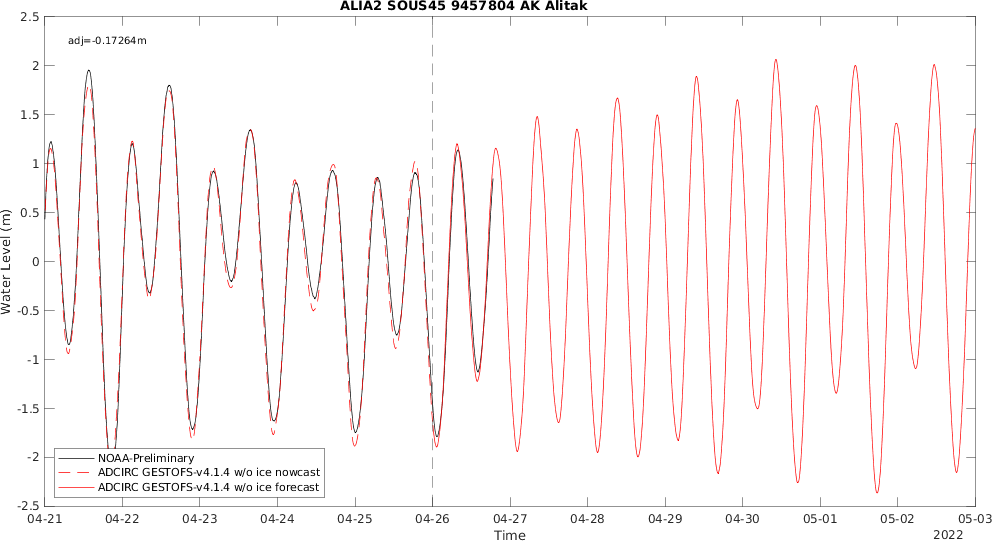 ALIA2 SOUS45 9457804 AK Alitak
adj=-0.17264m
2.5
2
1.5
1
0.5
0
-0.5
-1
-1.5
-2
-2.5
Water Level (m)
NOAA-Preliminary
ADCIRC GESTOFS-v4.1.4 w/o ice nowcast
ADCIRC GESTOFS-v4.1.4 w/o ice forecast
04-21 04-22 04-23 04-24 04-25 04-26 04-27 04-28 04-29 04-30 05-01 05-02 05-03
Time
2022